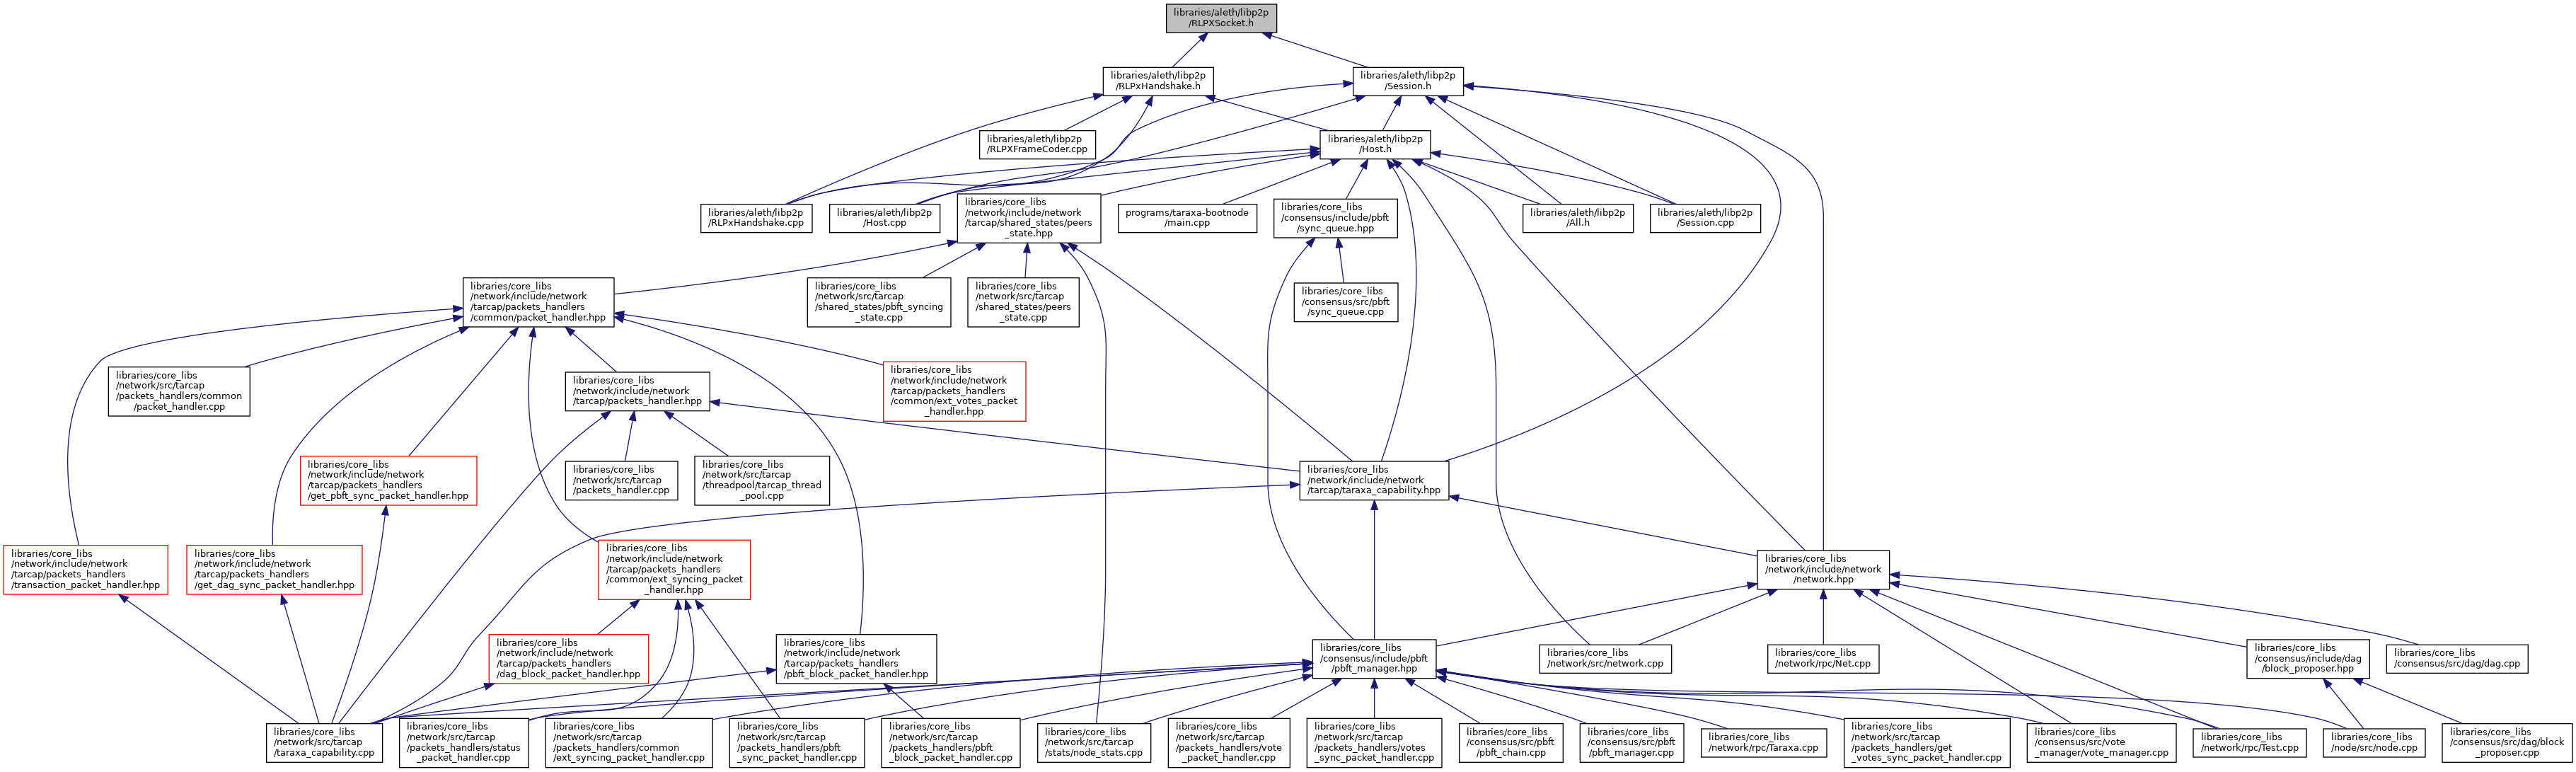 libraries/aleth/libp2p
/RLPXSocket.h
libraries/aleth/libp2p
/RLPxHandshake.h
libraries/aleth/libp2p
/Session.h
libraries/aleth/libp2p
/RLPXFrameCoder.cpp
libraries/aleth/libp2p
/Host.h
libraries/aleth/libp2p
/RLPxHandshake.cpp
libraries/aleth/libp2p
/Host.cpp
libraries/core_libs
/network/include/network
/tarcap/shared_states/peers
_state.hpp
programs/taraxa-bootnode
/main.cpp
libraries/core_libs
/consensus/include/pbft
/sync_queue.hpp
libraries/aleth/libp2p
/All.h
libraries/aleth/libp2p
/Session.cpp
libraries/core_libs
/network/include/network
/tarcap/packets_handlers
/common/packet_handler.hpp
libraries/core_libs
/network/src/tarcap
/shared_states/pbft_syncing
_state.cpp
libraries/core_libs
/network/src/tarcap
/shared_states/peers
_state.cpp
libraries/core_libs
/consensus/src/pbft
/sync_queue.cpp
libraries/core_libs
/network/src/tarcap
/packets_handlers/common
/packet_handler.cpp
libraries/core_libs
/network/include/network
/tarcap/packets_handler.hpp
libraries/core_libs
/network/include/network
/tarcap/packets_handlers
/common/ext_votes_packet
_handler.hpp
libraries/core_libs
/network/include/network
/tarcap/packets_handlers
/get_pbft_sync_packet_handler.hpp
libraries/core_libs
/network/src/tarcap
/packets_handler.cpp
libraries/core_libs
/network/src/tarcap
/threadpool/tarcap_thread
_pool.cpp
libraries/core_libs
/network/include/network
/tarcap/taraxa_capability.hpp
libraries/core_libs
/network/include/network
/tarcap/packets_handlers
/transaction_packet_handler.hpp
libraries/core_libs
/network/include/network
/tarcap/packets_handlers
/get_dag_sync_packet_handler.hpp
libraries/core_libs
/network/include/network
/tarcap/packets_handlers
/common/ext_syncing_packet
_handler.hpp
libraries/core_libs
/network/include/network
/network.hpp
libraries/core_libs
/network/include/network
/tarcap/packets_handlers
/dag_block_packet_handler.hpp
libraries/core_libs
/network/include/network
/tarcap/packets_handlers
/pbft_block_packet_handler.hpp
libraries/core_libs
/consensus/include/pbft
/pbft_manager.hpp
libraries/core_libs
/network/src/network.cpp
libraries/core_libs
/network/rpc/Net.cpp
libraries/core_libs
/consensus/include/dag
/block_proposer.hpp
libraries/core_libs
/consensus/src/dag/dag.cpp
libraries/core_libs
/network/src/tarcap
/taraxa_capability.cpp
libraries/core_libs
/network/src/tarcap
/packets_handlers/status
_packet_handler.cpp
libraries/core_libs
/network/src/tarcap
/packets_handlers/common
/ext_syncing_packet_handler.cpp
libraries/core_libs
/network/src/tarcap
/packets_handlers/pbft
_sync_packet_handler.cpp
libraries/core_libs
/network/src/tarcap
/packets_handlers/pbft
_block_packet_handler.cpp
libraries/core_libs
/network/src/tarcap
/stats/node_stats.cpp
libraries/core_libs
/network/src/tarcap
/packets_handlers/vote
_packet_handler.cpp
libraries/core_libs
/network/src/tarcap
/packets_handlers/votes
_sync_packet_handler.cpp
libraries/core_libs
/consensus/src/pbft
/pbft_chain.cpp
libraries/core_libs
/consensus/src/pbft
/pbft_manager.cpp
libraries/core_libs
/network/rpc/Taraxa.cpp
libraries/core_libs
/network/src/tarcap
/packets_handlers/get
_votes_sync_packet_handler.cpp
libraries/core_libs
/consensus/src/vote
_manager/vote_manager.cpp
libraries/core_libs
/network/rpc/Test.cpp
libraries/core_libs
/node/src/node.cpp
libraries/core_libs
/consensus/src/dag/block
_proposer.cpp